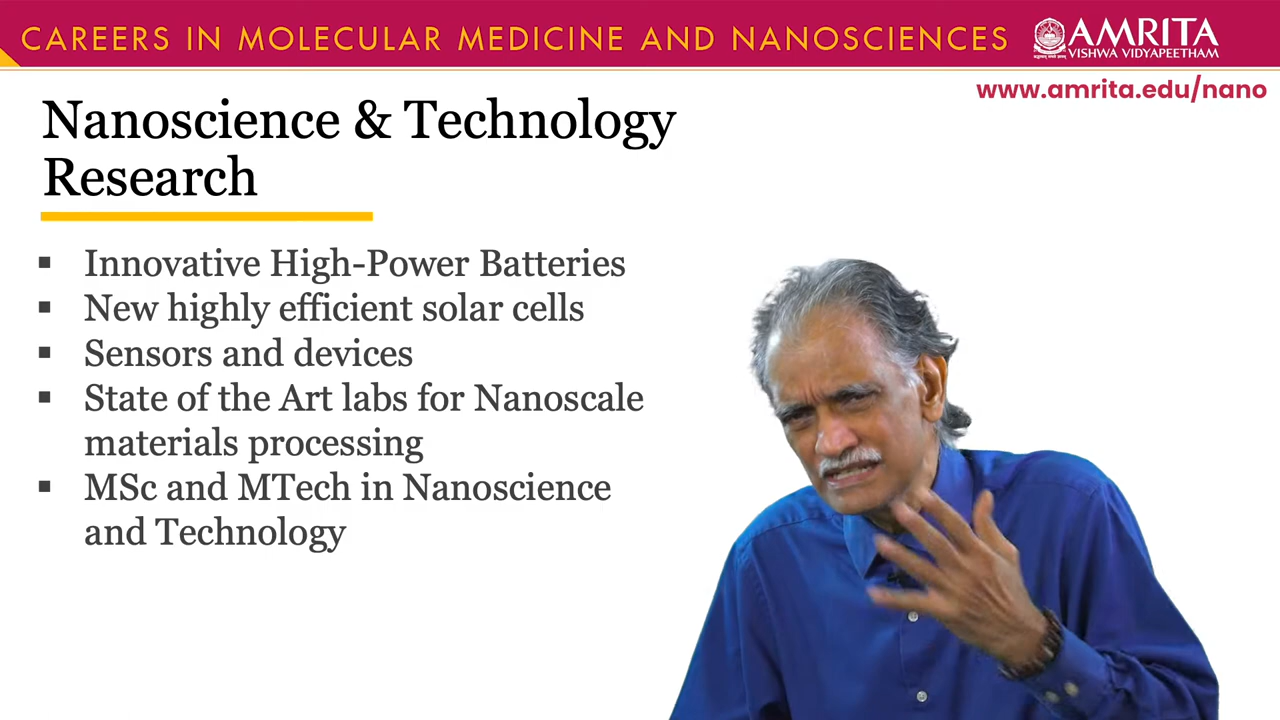 CAREERS IN MOLECULAR MEDICINE AND NANOSCIENCES
AMRITA
VISHWA VIDYAPEETHAM
www.amrita.edu/nano
Nanoscience & Technology
Research
▪ Innovative High-Power Batteries
▪ New highly efficient solar cells
▪ Sensors and devices
▪ State of the Art labs for Nanoscale
materials processing
▪ MSc and MTech in Nanoscience
and Technology